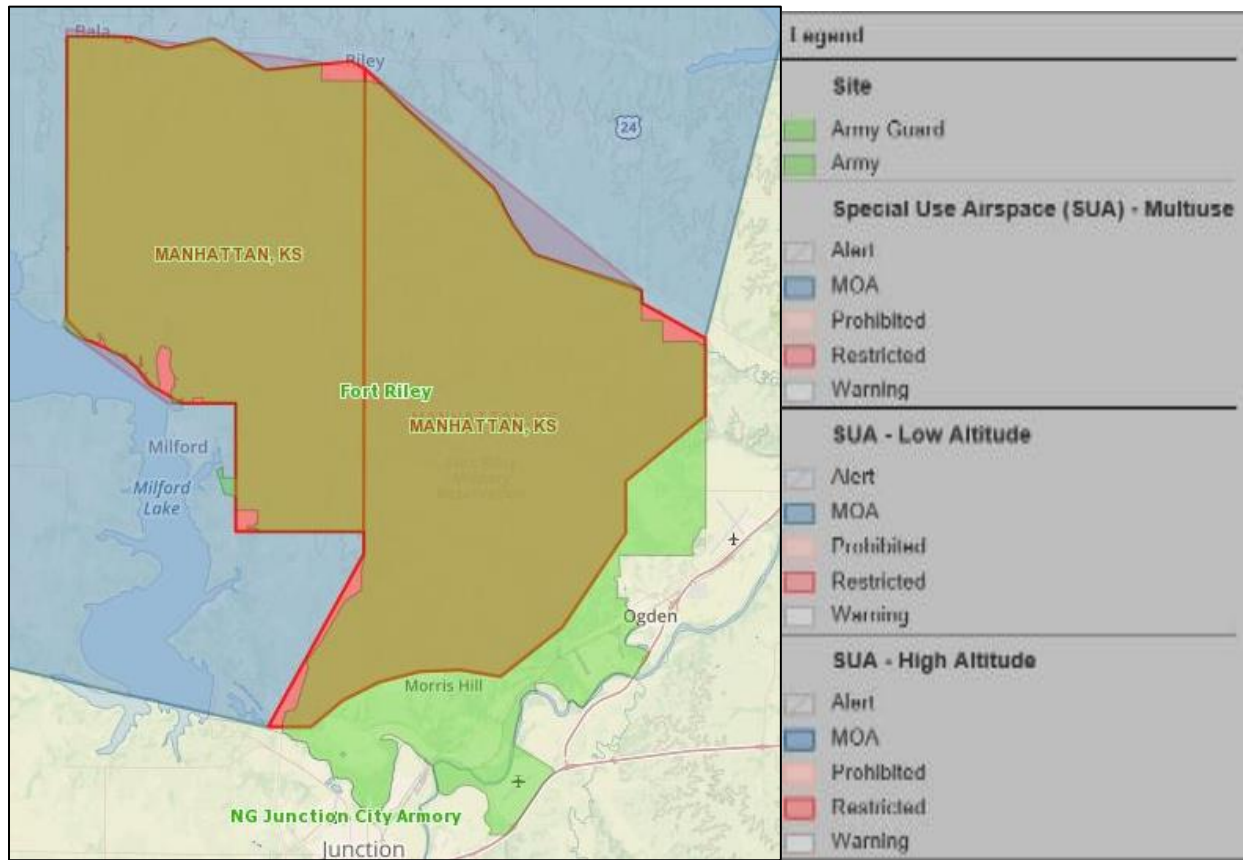 Bala
Riley
24
MANHATTAN, KS
Fort Riley
MANHATTAN, KS
Milford
Milford
Lake
Ogden
Morris Hill
NG Junction City Armory
Junction
Legend
Site
Army Guard
Army
Special Use Airspace (SUA) - Multiuse
Alert
MOA
Prohibited
Restricted
Warning
SUA - Low Altitude
Alert
MOA
Prohibited
Restricted
Warning
SUA - High Altitude
Alert
MOA
Prohibited
Restricted
Warning